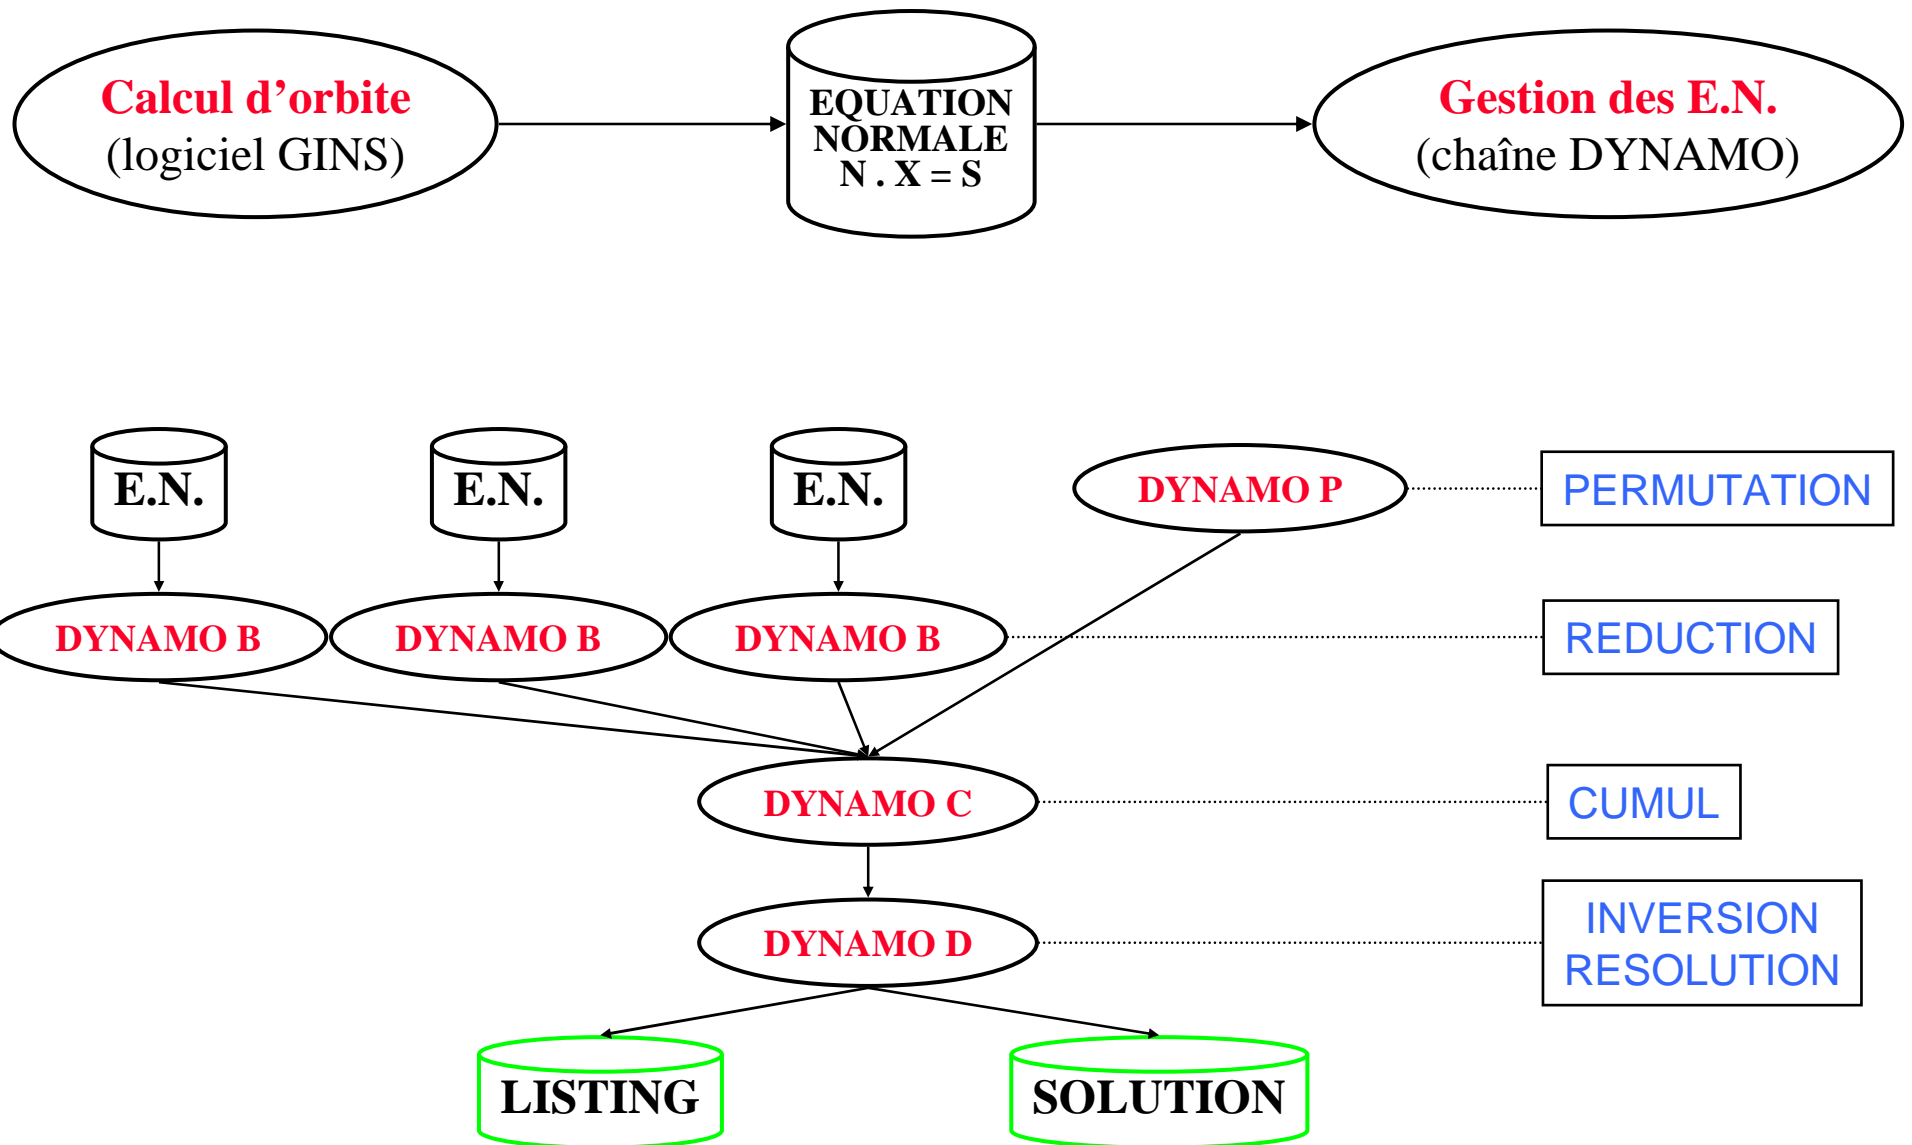 Calcul d'orbite
(logiciel GINS)
EQUATION
NORMALE
N . X = S
Gestion des E.N.
(chaîne DYNAMO)
E.N.
E.N.
E.N.
DYNAMO P
PERMUTATION
DYNAMO B
DYNAMO B
DYNAMO B
REDUCTION
DYNAMO C
CUMUL
DYNAMO D
INVERSION
RESOLUTION
LISTING
SOLUTION